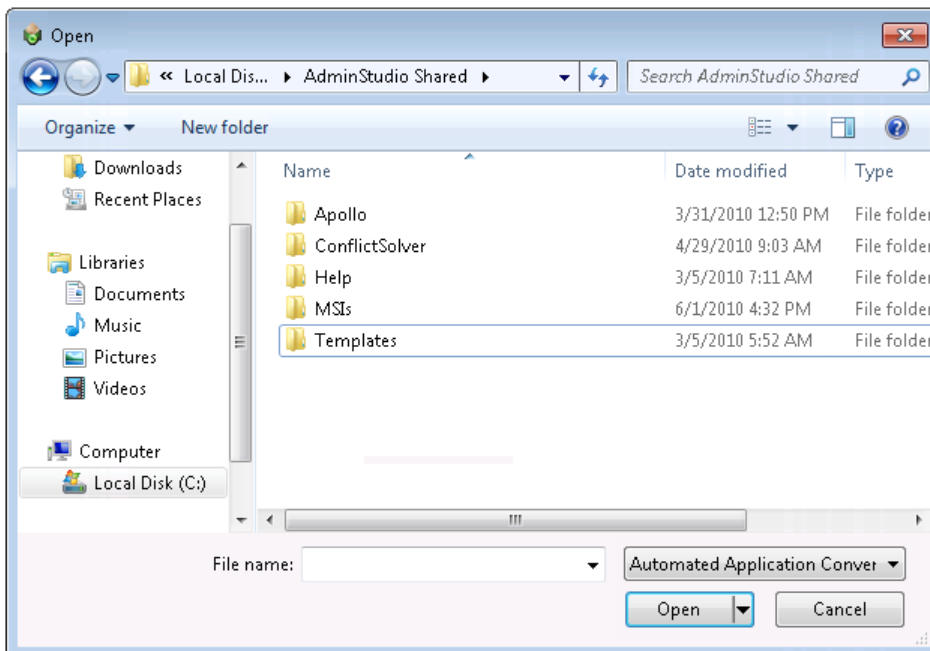 Open
« Local Dis... ▸ AdminStudio Shared ▸
Search AdminStudio Shared
Organize ▾ New folder
Downloads
Recent Places
Libraries
Documents
Music
Pictures
Videos
Computer
Local Disk (C:)
Name Date modified Type
Apollo 3/31/2010 12:50 PM File folder
ConflictSolver 4/29/2010 9:03 AM File folder
Help 3/5/2010 7:11 AM File folder
MSIs 6/1/2010 4:32 PM File folder
Templates 3/5/2010 5:52 AM File folder
File name:
Automated Application Conver
Open Cancel